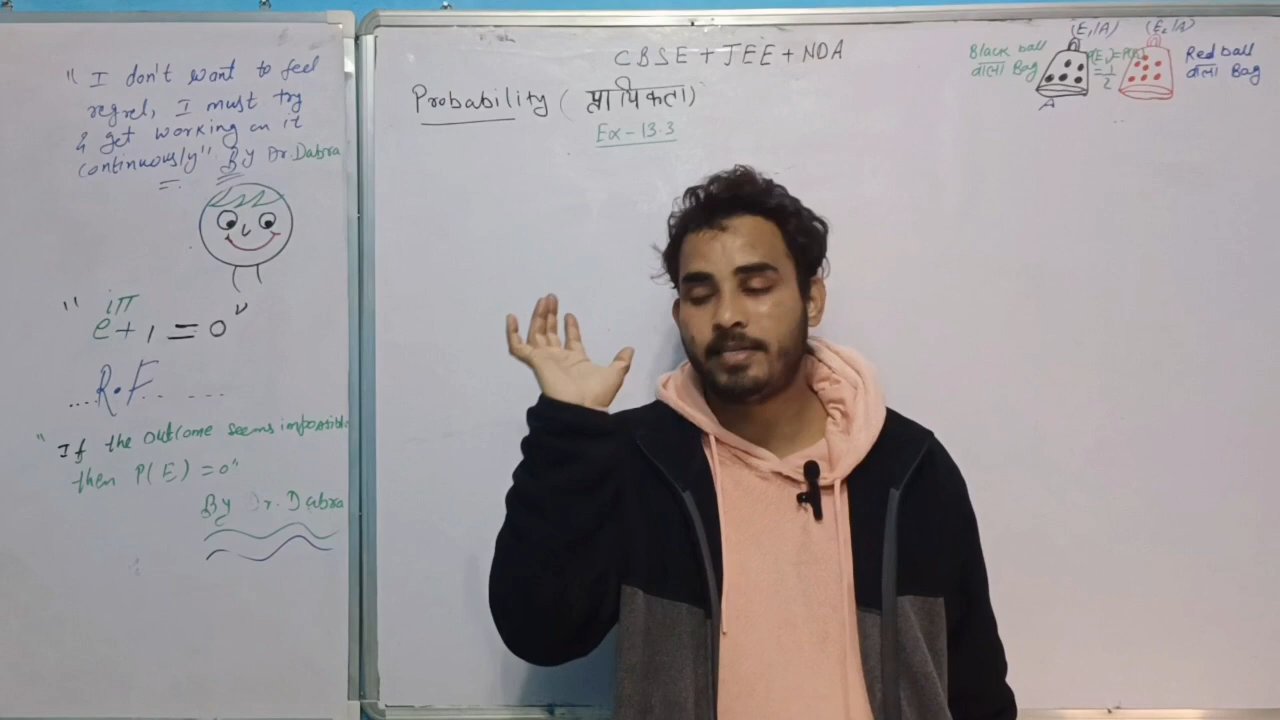 " I don't want to feel
regret, I must try
& get working on it
continuously" By Dr. Dabra
" e^iπ + 1 = 0 "
... R.F. . ...
" If the outcome seems impossible
then P(E) = 0"
By Dr. Dabra
CBSE + JEE + NDA
Probability ( प्रायिकता)
Ex - 13.3
(E₁/A)
(E₂/A)
Black ball
वाला Bag
= 1/2
A
Red ball
वाला Bag